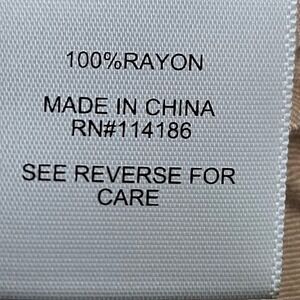 100%RAYON
MADE IN CHINA
RN#114186
SEE REVERSE FOR
CARE